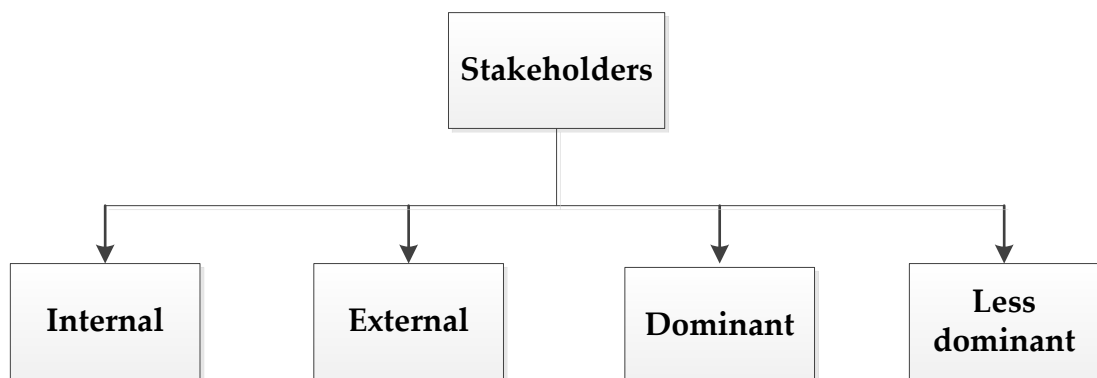 Stakeholders
Internal
External
Dominant
Less
dominant